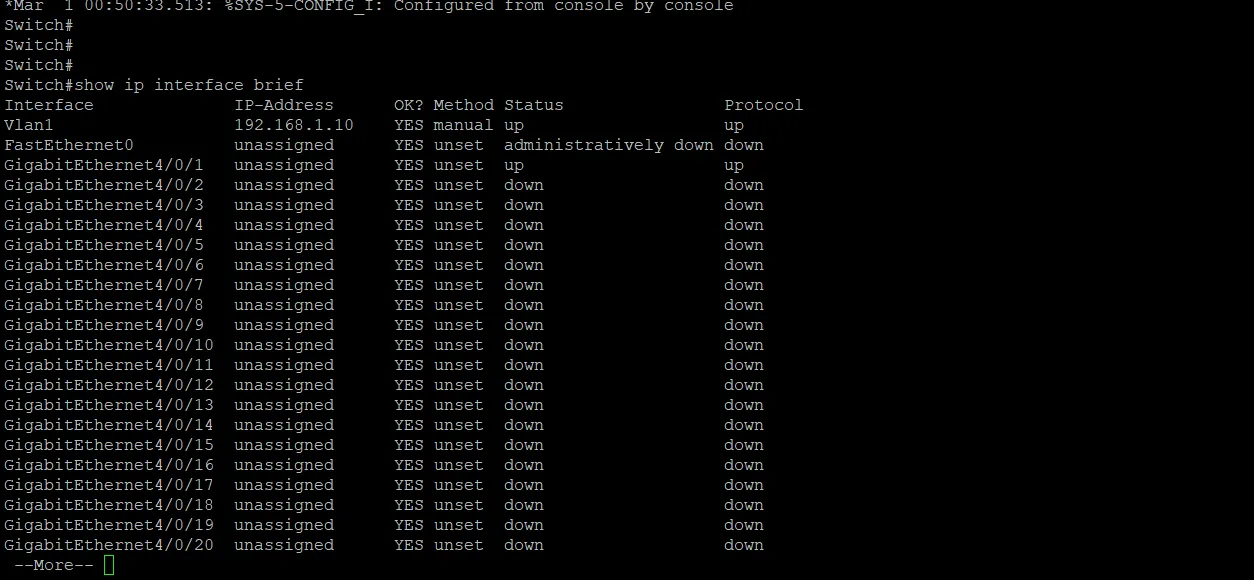 *Mar  1 00:50:33.513: %SYS-5-CONFIG_I: Configured from console by console
Switch#
Switch#
Switch#
Switch#show ip interface brief
Interface              IP-Address      OK? Method Status                Protocol
Vlan1                  192.168.1.10    YES manual up                    up
FastEthernet0          unassigned      YES unset  administratively down down
GigabitEthernet4/0/1   unassigned      YES unset  up                    up
GigabitEthernet4/0/2   unassigned      YES unset  down                  down
GigabitEthernet4/0/3   unassigned      YES unset  down                  down
GigabitEthernet4/0/4   unassigned      YES unset  down                  down
GigabitEthernet4/0/5   unassigned      YES unset  down                  down
GigabitEthernet4/0/6   unassigned      YES unset  down                  down
GigabitEthernet4/0/7   unassigned      YES unset  down                  down
GigabitEthernet4/0/8   unassigned      YES unset  down                  down
GigabitEthernet4/0/9   unassigned      YES unset  down                  down
GigabitEthernet4/0/10  unassigned      YES unset  down                  down
GigabitEthernet4/0/11  unassigned      YES unset  down                  down
GigabitEthernet4/0/12  unassigned      YES unset  down                  down
GigabitEthernet4/0/13  unassigned      YES unset  down                  down
GigabitEthernet4/0/14  unassigned      YES unset  down                  down
GigabitEthernet4/0/15  unassigned      YES unset  down                  down
GigabitEthernet4/0/16  unassigned      YES unset  down                  down
GigabitEthernet4/0/17  unassigned      YES unset  down                  down
GigabitEthernet4/0/18  unassigned      YES unset  down                  down
GigabitEthernet4/0/19  unassigned      YES unset  down                  down
GigabitEthernet4/0/20  unassigned      YES unset  down                  down
 --More--